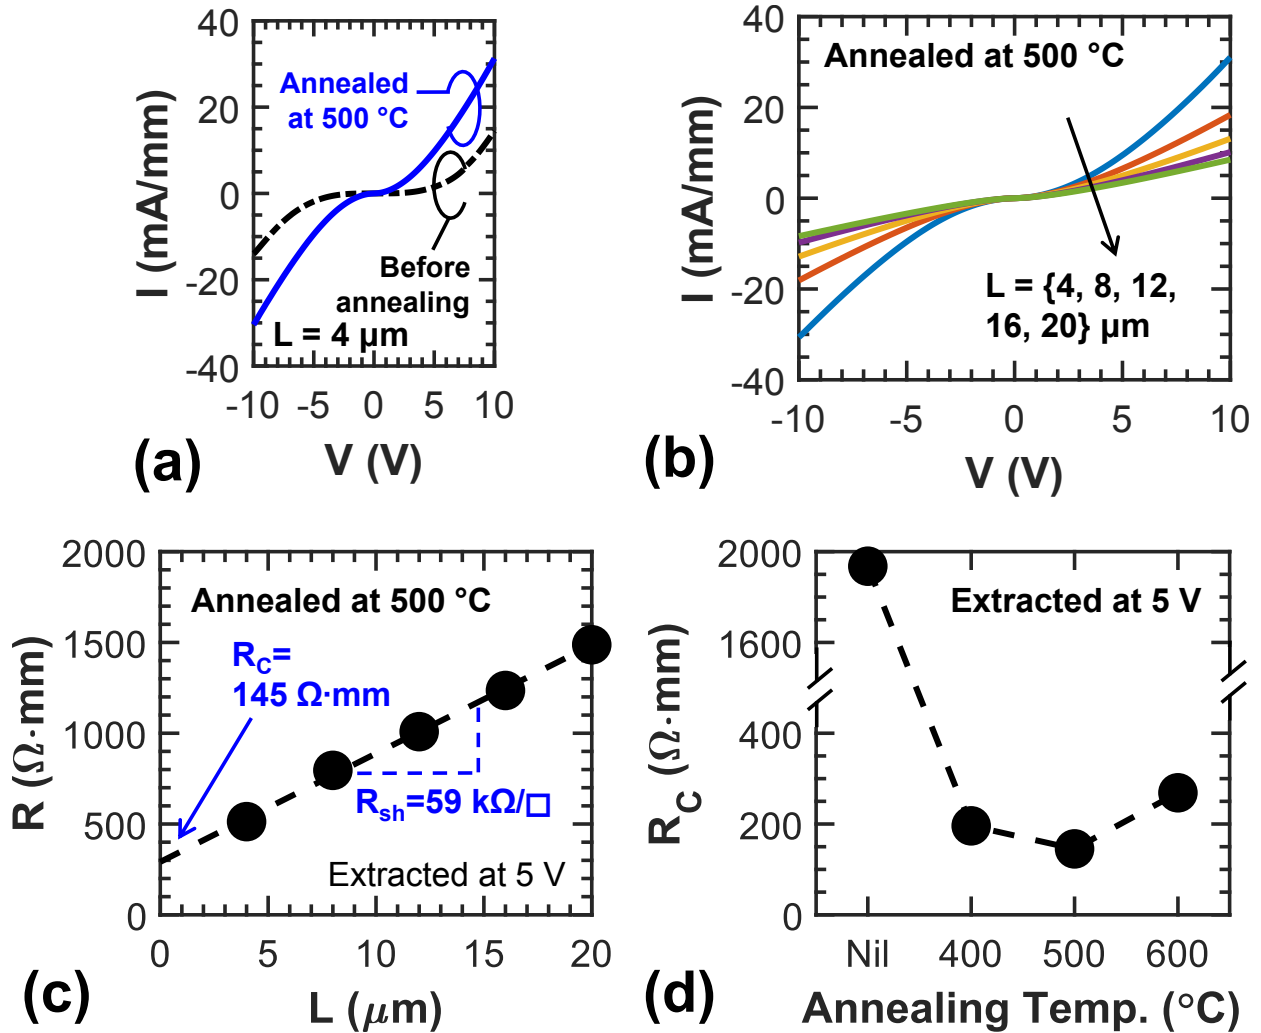 40
20
0
-20
-40
-10
-5
0
5
10
I (mA/mm)
V (V)
Annealed
at 500 °C
Before
annealing
L = 4 μm
(a)
40
20
0
-20
-40
-10
-5
0
5
10
I (mA/mm)
V (V)
Annealed at 500 °C
L = {4, 8, 12,
16, 20} μm
(b)
2000
1500
1000
500
0
0
5
10
15
20
R (Ω·mm)
L (μm)
Annealed at 500 °C
R_C=
145 Ω·mm
R_sh=59 kΩ/□
Extracted at 5 V
(c)
2000
1600
400
200
0
Nil
400
500
600
R_C (Ω·mm)
Annealing Temp. (°C)
Extracted at 5 V
(d)